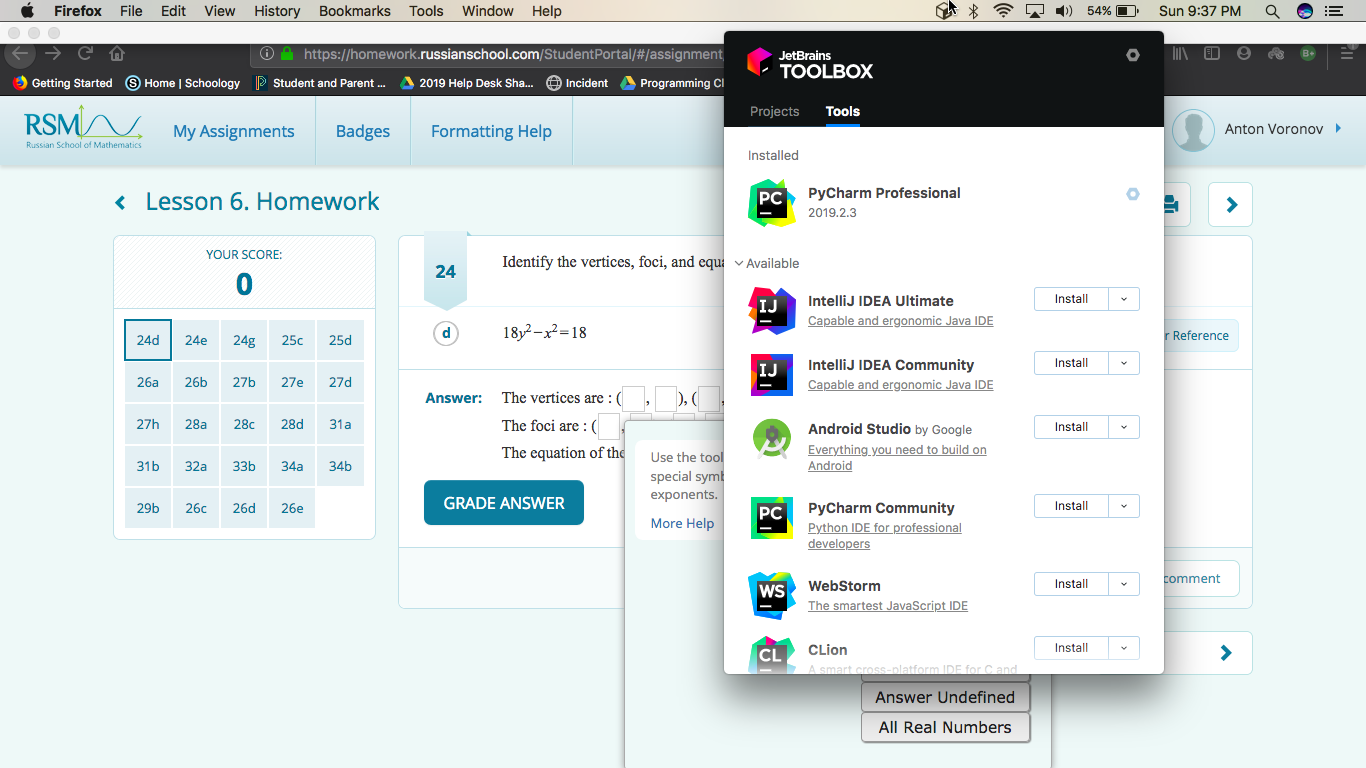 Firefox File Edit View History Bookmarks Tools Window Help 54% Sun 9:37 PM
https://homework.russianschool.com/StudentPortal/#/assignment
Getting Started Home | Schoology Student and Parent ... 2019 Help Desk Sha... Incident Programming Cl
RSM
Russian School of Mathematics
My Assignments Badges Formatting Help
Anton Voronov
Lesson 6. Homework
YOUR SCORE:
0
24d 24e 24g 25c 25d
26a 26b 27b 27e 27d
27h 28a 28c 28d 31a
31b 32a 33b 34a 34b
29b 26c 26d 26e
24
Identify the vertices, foci, and equa
d
18y²−x²=18
r Reference
Answer: The vertices are : ( , ), ( ,
The foci are : ( ,
The equation of the
GRADE ANSWER
Use the tool
special symb
exponents.
More Help
comment
Answer Undefined
All Real Numbers
JetBrains
TOOLBOX
Projects Tools
Installed
PC
PyCharm Professional
2019.2.3
Available
IJ
IntelliJ IDEA Ultimate
Capable and ergonomic Java IDE
Install
IJ
IntelliJ IDEA Community
Capable and ergonomic Java IDE
Install
Android Studio by Google
Everything you need to build on
Android
Install
PC
PyCharm Community
Python IDE for professional
developers
Install
WS
WebStorm
The smartest JavaScript IDE
Install
CL
CLion
A smart cross-platform IDE for C and
Install